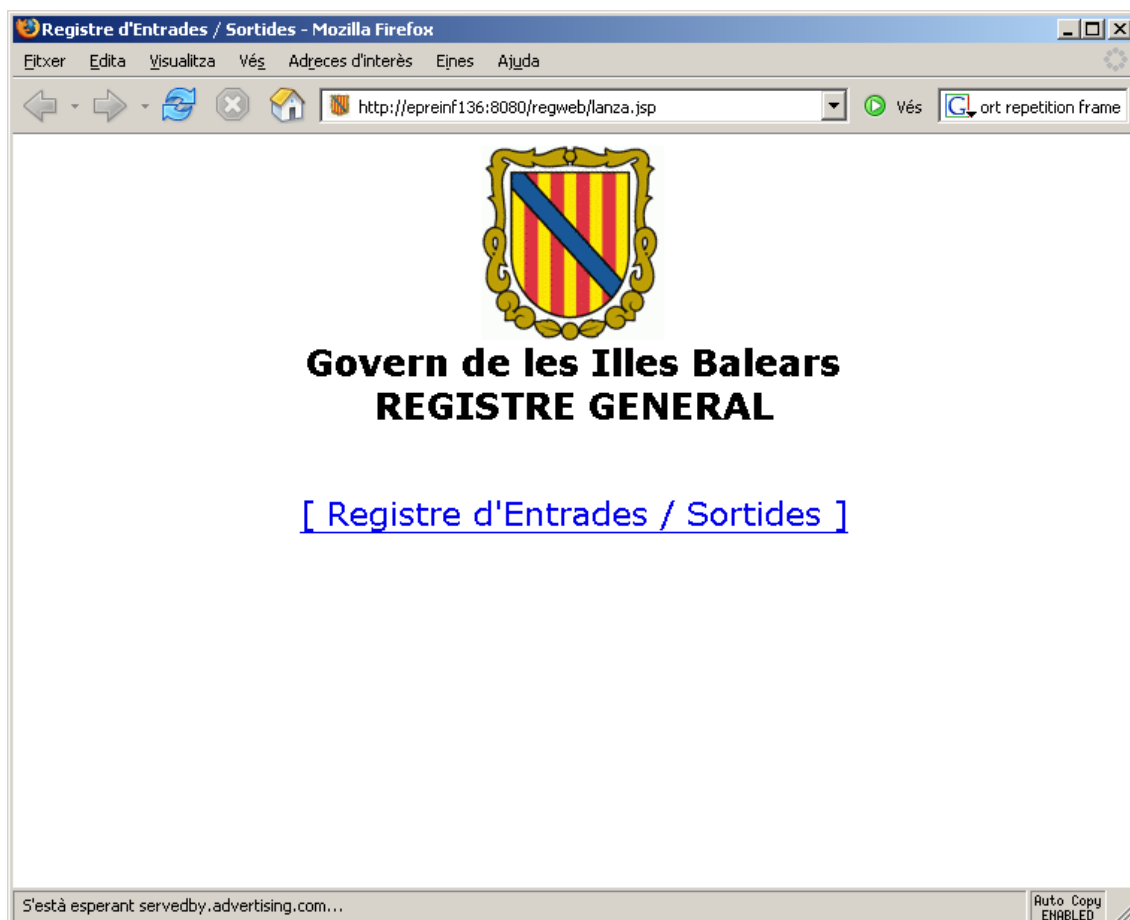 Registre d'Entrades / Sortides - Mozilla Firefox
Fitxer Edita Visualitza Vés Adreces d'interès Eines Ajuda
http://epreinf136:8080/regweb/lanza.jsp Vés G ort repetition frame
Govern de les Illes Balears
REGISTRE GENERAL
[ Registre d'Entrades / Sortides ]
S'està esperant servedby.advertising.com... Auto Copy
ENABLED